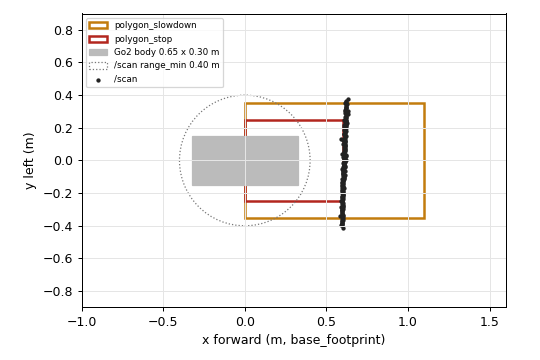 polygon_slowdown
polygon_stop
Go2 body 0.65 x 0.30 m
/scan range_min 0.40 m
/scan
0.8
0.6
0.4
0.2
0.0
−0.2
−0.4
−0.6
−0.8
y left (m)
−1.0 −0.5 0.0 0.5 1.0 1.5
x forward (m, base_footprint)